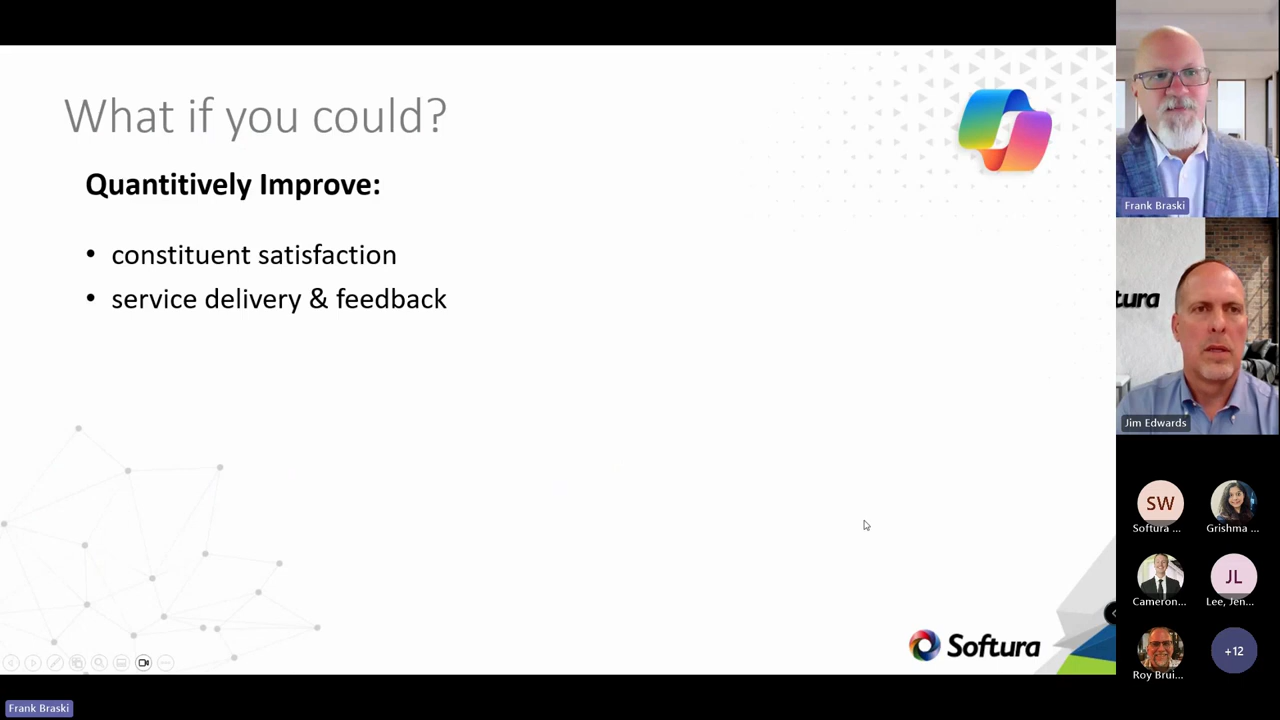 What if you could?
Quantitively Improve:
• constituent satisfaction
• service delivery & feedback
Softura
Frank Braski
tura
Jim Edwards
SW
Softura ...
Grishma ...
Cameron...
JL
Lee, Jen...
Roy Brui...
+12
Frank Braski